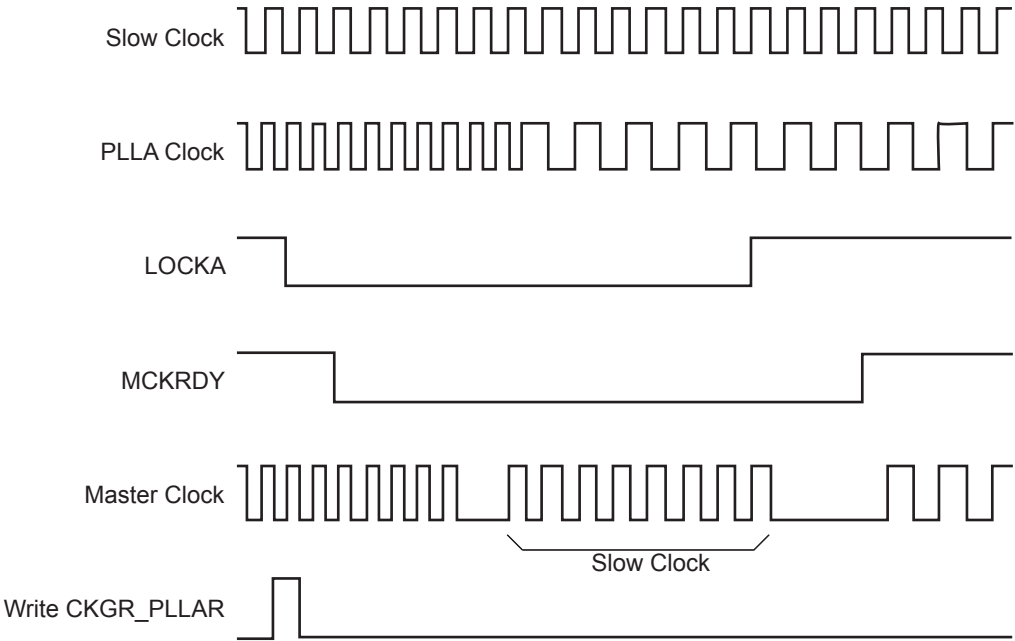 Slow Clock
PLLA Clock
LOCKA
MCKRDY
Master Clock
Slow Clock
Write CKGR_PLLAR